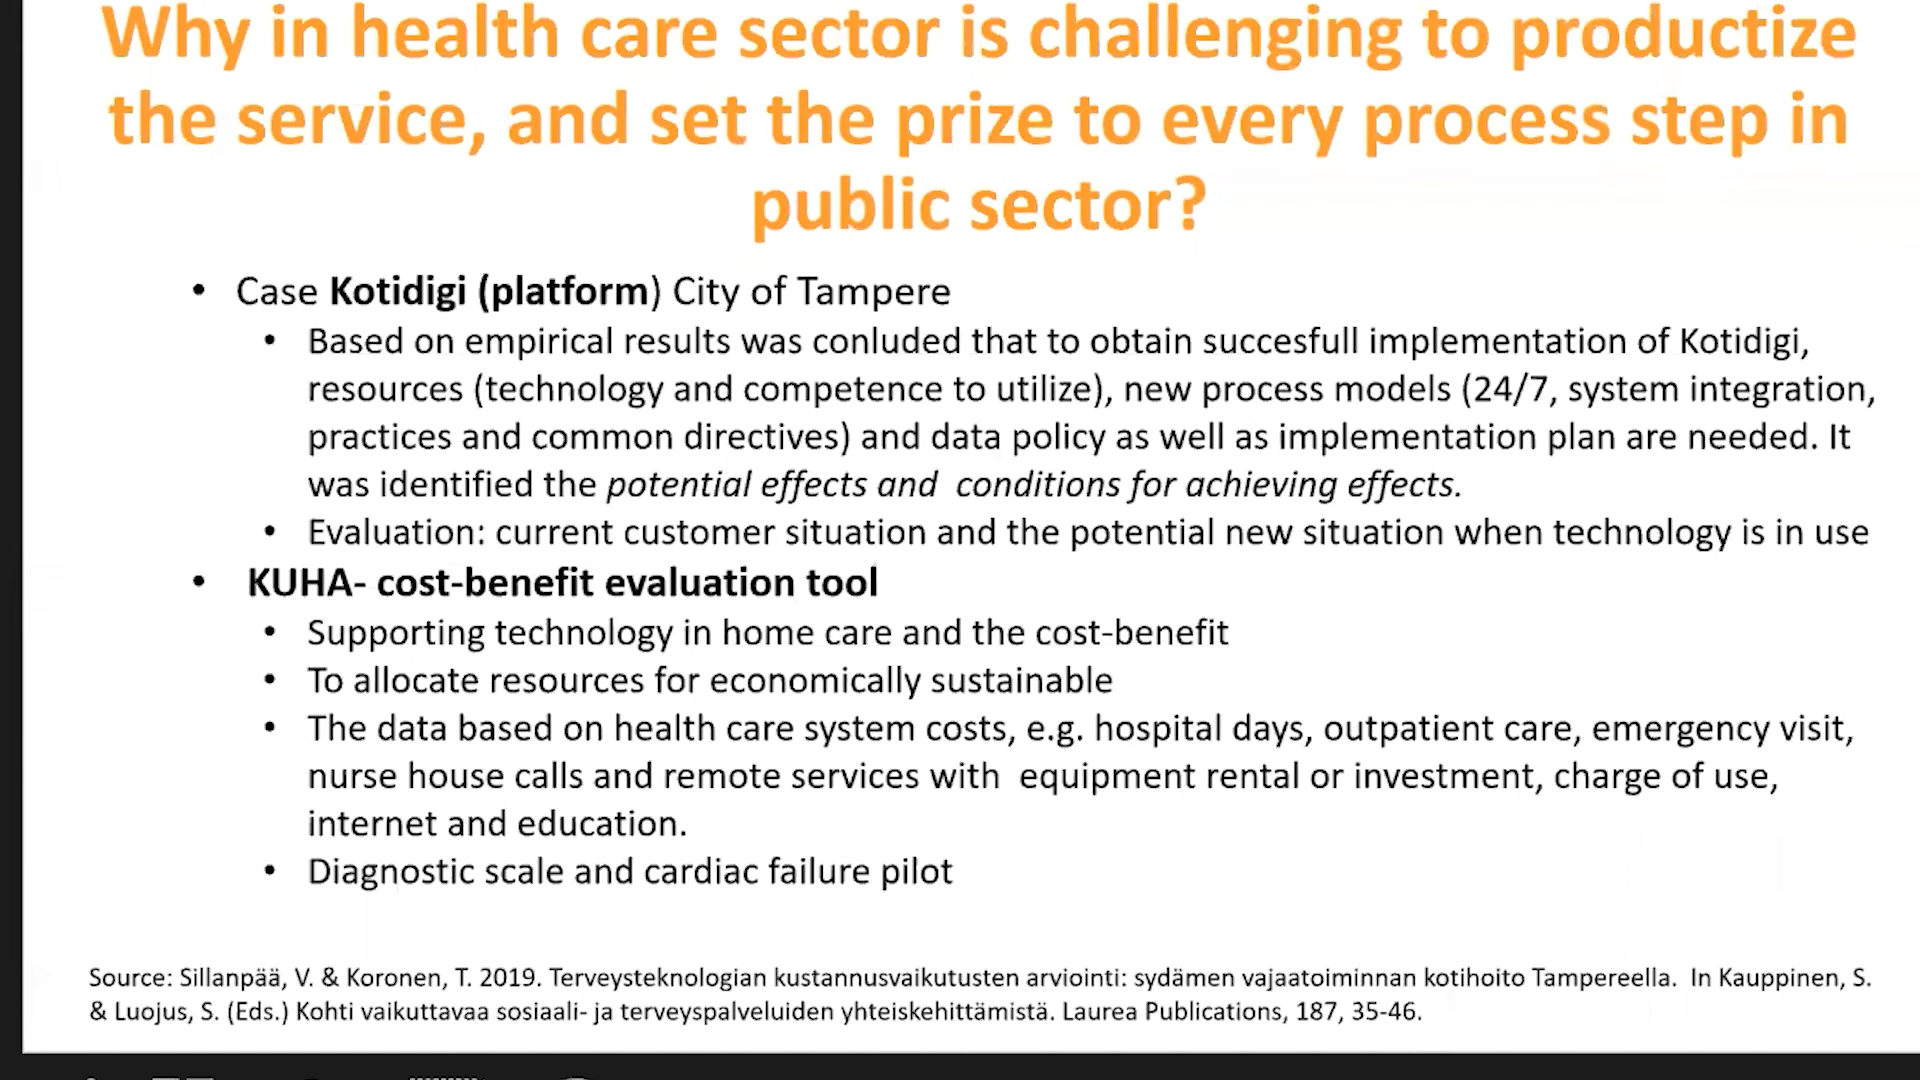 Why in health care sector is challenging to productize
the service, and set the prize to every process step in
public sector?
• Case Kotidigi (platform) City of Tampere
• Based on empirical results was conluded that to obtain succesfull implementation of Kotidigi,
resources (technology and competence to utilize), new process models (24/7, system integration,
practices and common directives) and data policy as well as implementation plan are needed. It
was identified the potential effects and  conditions for achieving effects.
• Evaluation: current customer situation and the potential new situation when technology is in use
• KUHA- cost-benefit evaluation tool
• Supporting technology in home care and the cost-benefit
• To allocate resources for economically sustainable
• The data based on health care system costs, e.g. hospital days, outpatient care, emergency visit,
nurse house calls and remote services with  equipment rental or investment, charge of use,
internet and education.
• Diagnostic scale and cardiac failure pilot
Source: Sillanpää, V. & Koronen, T. 2019. Terveysteknologian kustannusvaikutusten arviointi: sydämen vajaatoiminnan kotihoito Tampereella.  In Kauppinen, S.
& Luojus, S. (Eds.) Kohti vaikuttavaa sosiaali- ja terveyspalveluiden yhteiskehittämistä. Laurea Publications, 187, 35-46.